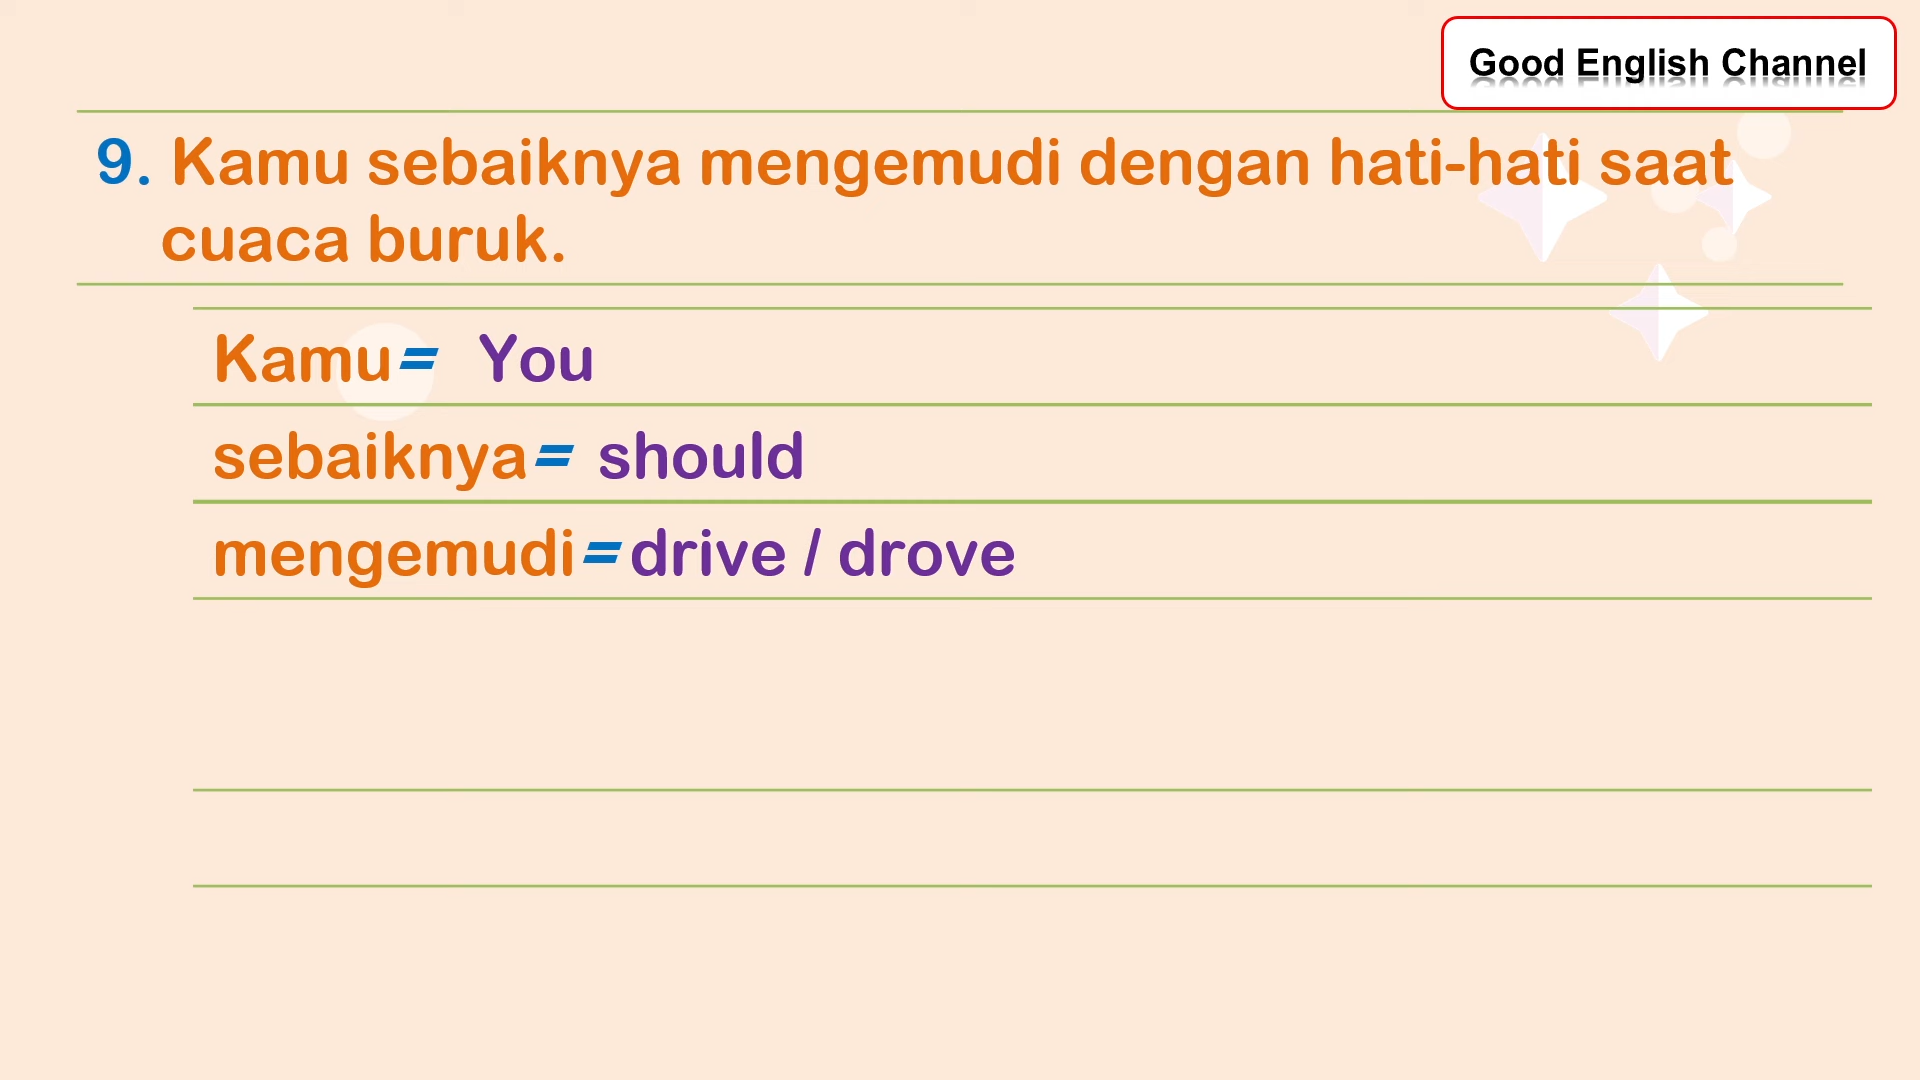 Good English Channel
9. Kamu sebaiknya mengemudi dengan hati-hati saat
cuaca buruk.
Kamu = You
sebaiknya = should
mengemudi = drive / drove